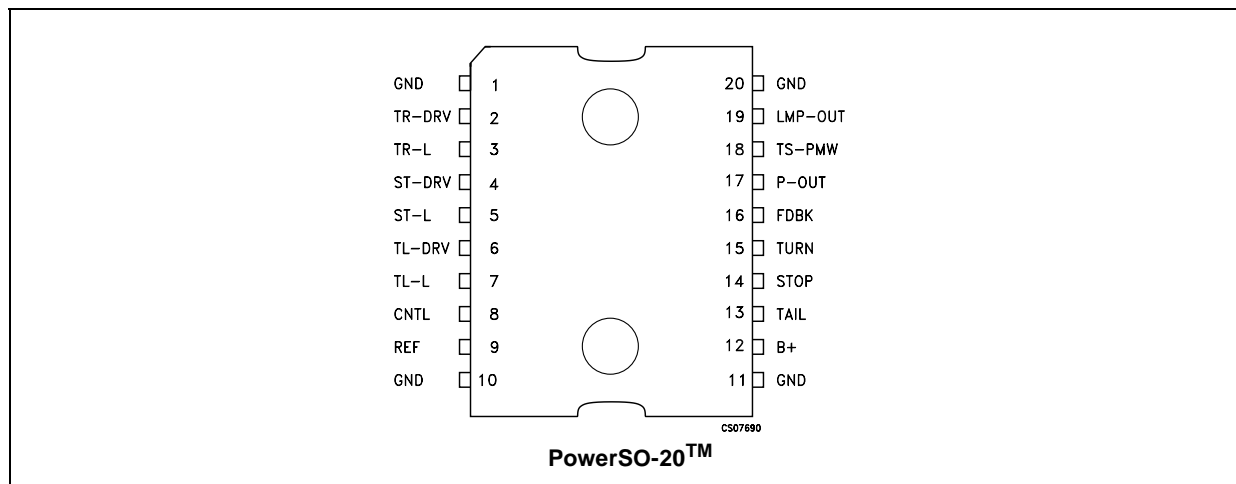 GND 1 20 GND
TR-DRV 2 19 LMP-OUT
TR-L 3 18 TS-PMW
ST-DRV 4 17 P-OUT
ST-L 5 16 FDBK
TL-DRV 6 15 TURN
TL-L 7 14 STOP
CNTL 8 13 TAIL
REF 9 12 B+
GND 10 11 GND
CS07690
PowerSO-20TM